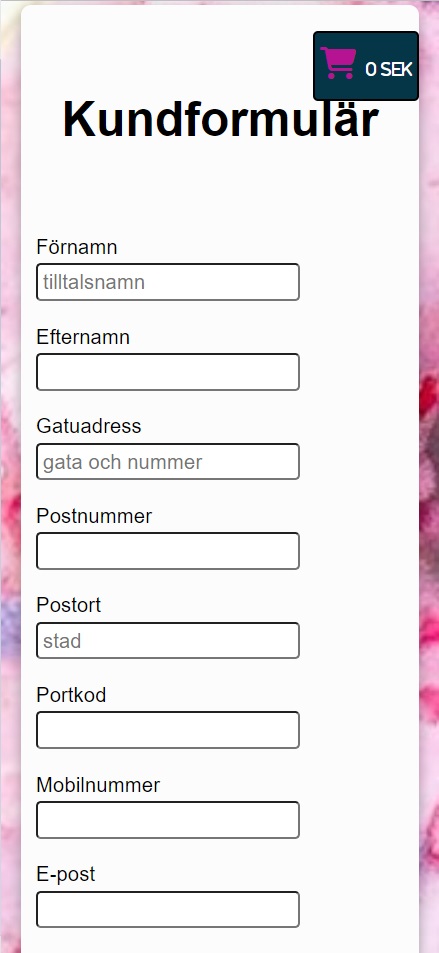 0 SEK
Kundformulär
Förnamn
tilltalsnamn
Efternamn
Gatuadress
gata och nummer
Postnummer
Postort
stad
Portkod
Mobilnummer
E-post